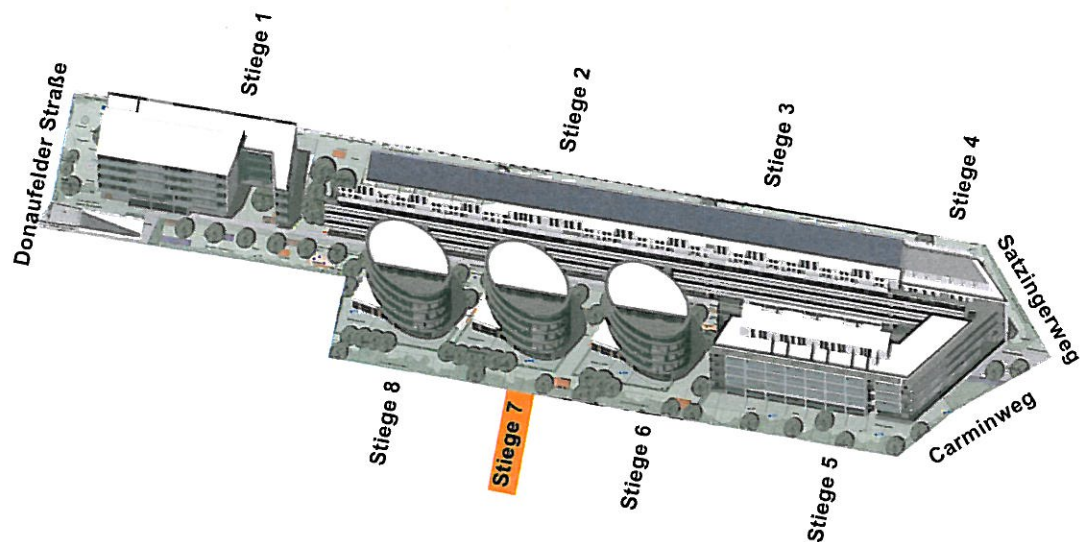 Donaufelder Straße
Stiege 1
Stiege 2
Stiege 3
Stiege 4
Satzingerweg
Carminweg
Stiege 8
Stiege 7
Stiege 6
Stiege 5